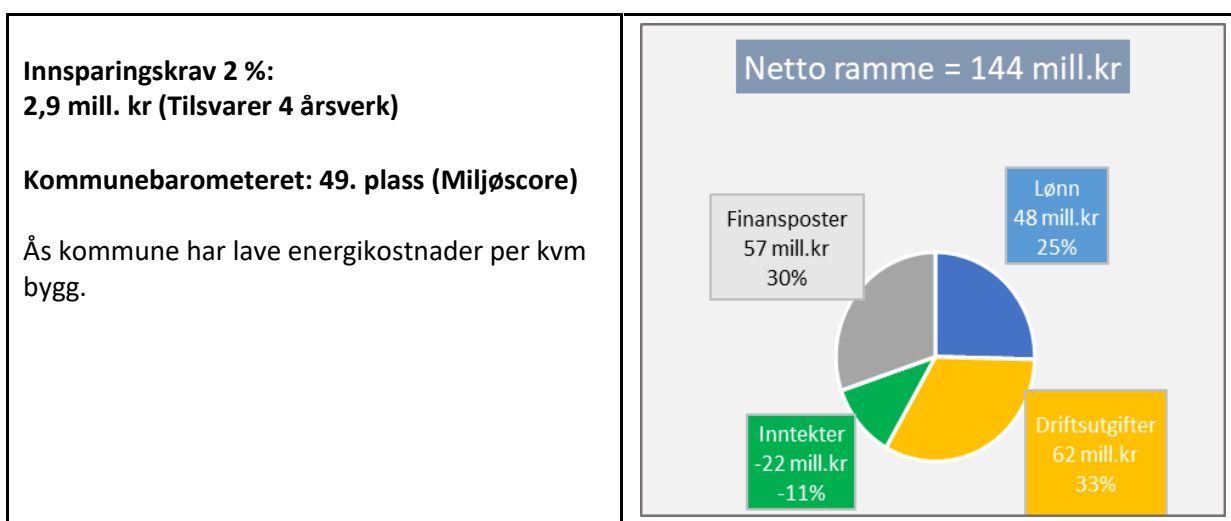 Innsparingskrav 2 %:
2,9 mill. kr (Tilsvarer 4 årsverk)
Kommunebarometeret: 49. plass (Miljøscore)
Ås kommune har lave energikostnader per kvm
bygg.
Netto ramme = 144 mill.kr
Lønn
48 mill.kr
25%
Finansposter
57 mill.kr
30%
Inntekter
-22 mill.kr
-11%
Driftsutgifter
62 mill.kr
33%